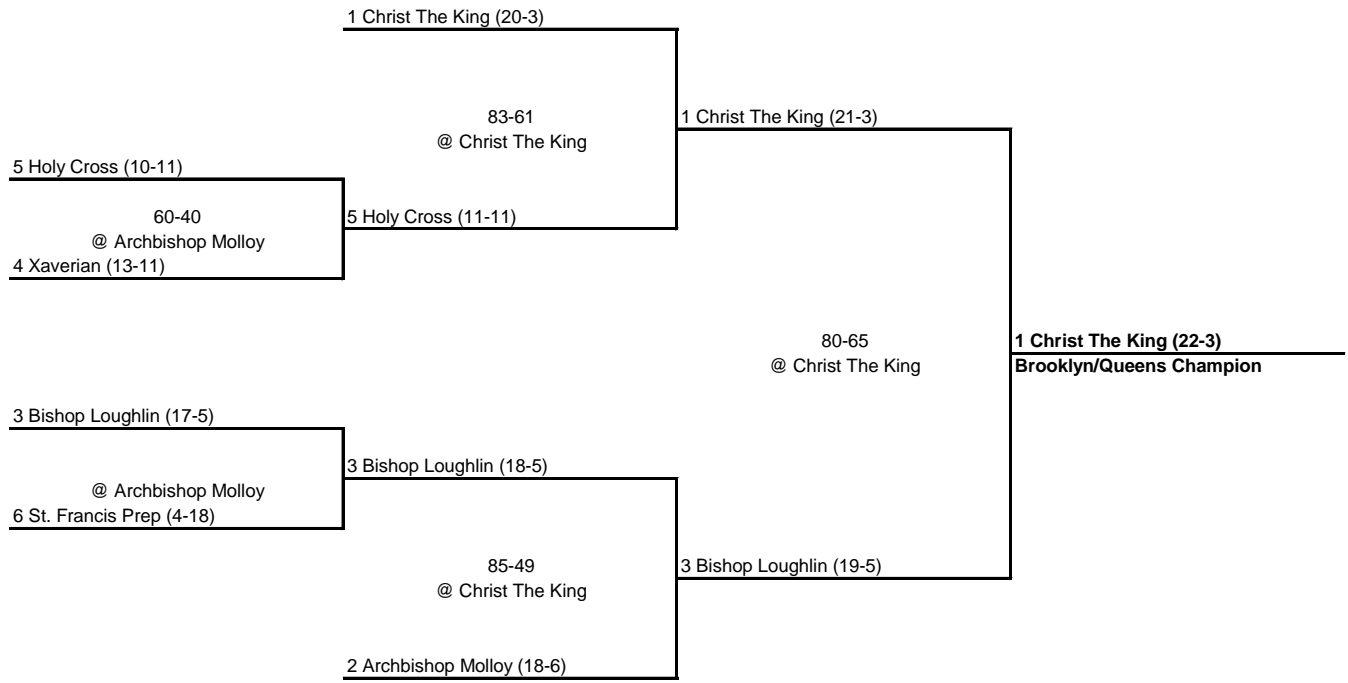 1 Christ The King (20-3)
83-61
@ Christ The King
1 Christ The King (21-3)
5 Holy Cross (10-11)
60-40
@ Archbishop Molloy
5 Holy Cross (11-11)
4 Xaverian (13-11)
80-65
@ Christ The King
1 Christ The King (22-3)
Brooklyn/Queens Champion
3 Bishop Loughlin (17-5)
@ Archbishop Molloy
3 Bishop Loughlin (18-5)
6 St. Francis Prep (4-18)
85-49
@ Christ The King
3 Bishop Loughlin (19-5)
2 Archbishop Molloy (18-6)